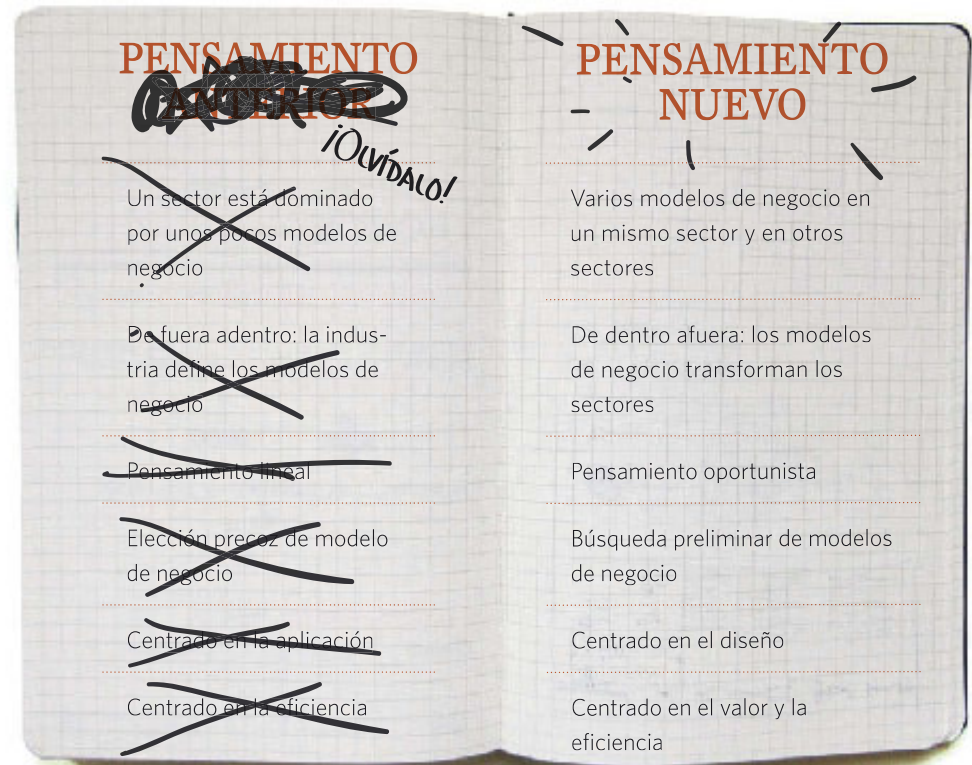 PENSAMIENTO
ANTERIOR
¡OLVÍDALO!
Un sector está dominado
por unos pocos modelos de
negocio
De fuera adentro: la indus-
tria define los modelos de
negocio
Pensamiento lineal
Elección precoz de modelo
de negocio
Centrado en la aplicación
Centrado en la eficiencia
PENSAMIENTO
NUEVO
Varios modelos de negocio en
un mismo sector y en otros
sectores
De dentro afuera: los modelos
de negocio transforman los
sectores
Pensamiento oportunista
Búsqueda preliminar de modelos
de negocio
Centrado en el diseño
Centrado en el valor y la
eficiencia